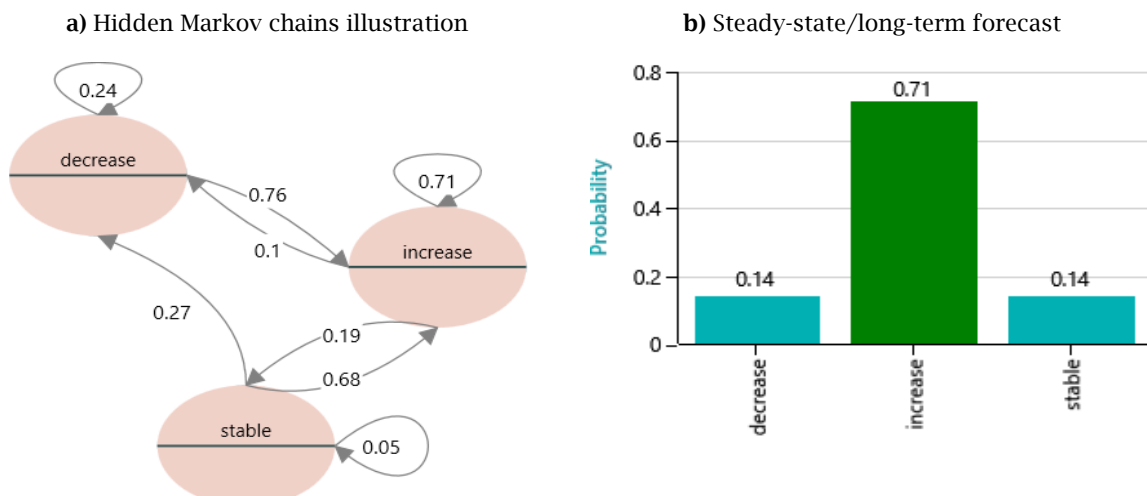 a) Hidden Markov chains illustration
0.24
decrease
0.76
0.71
0.1
increase
0.27
0.19
0.68
stable
0.05
b) Steady-state/long-term forecast
Probability
0.8
0.6
0.4
0.2
0
0.14
0.71
0.14
decrease
increase
stable